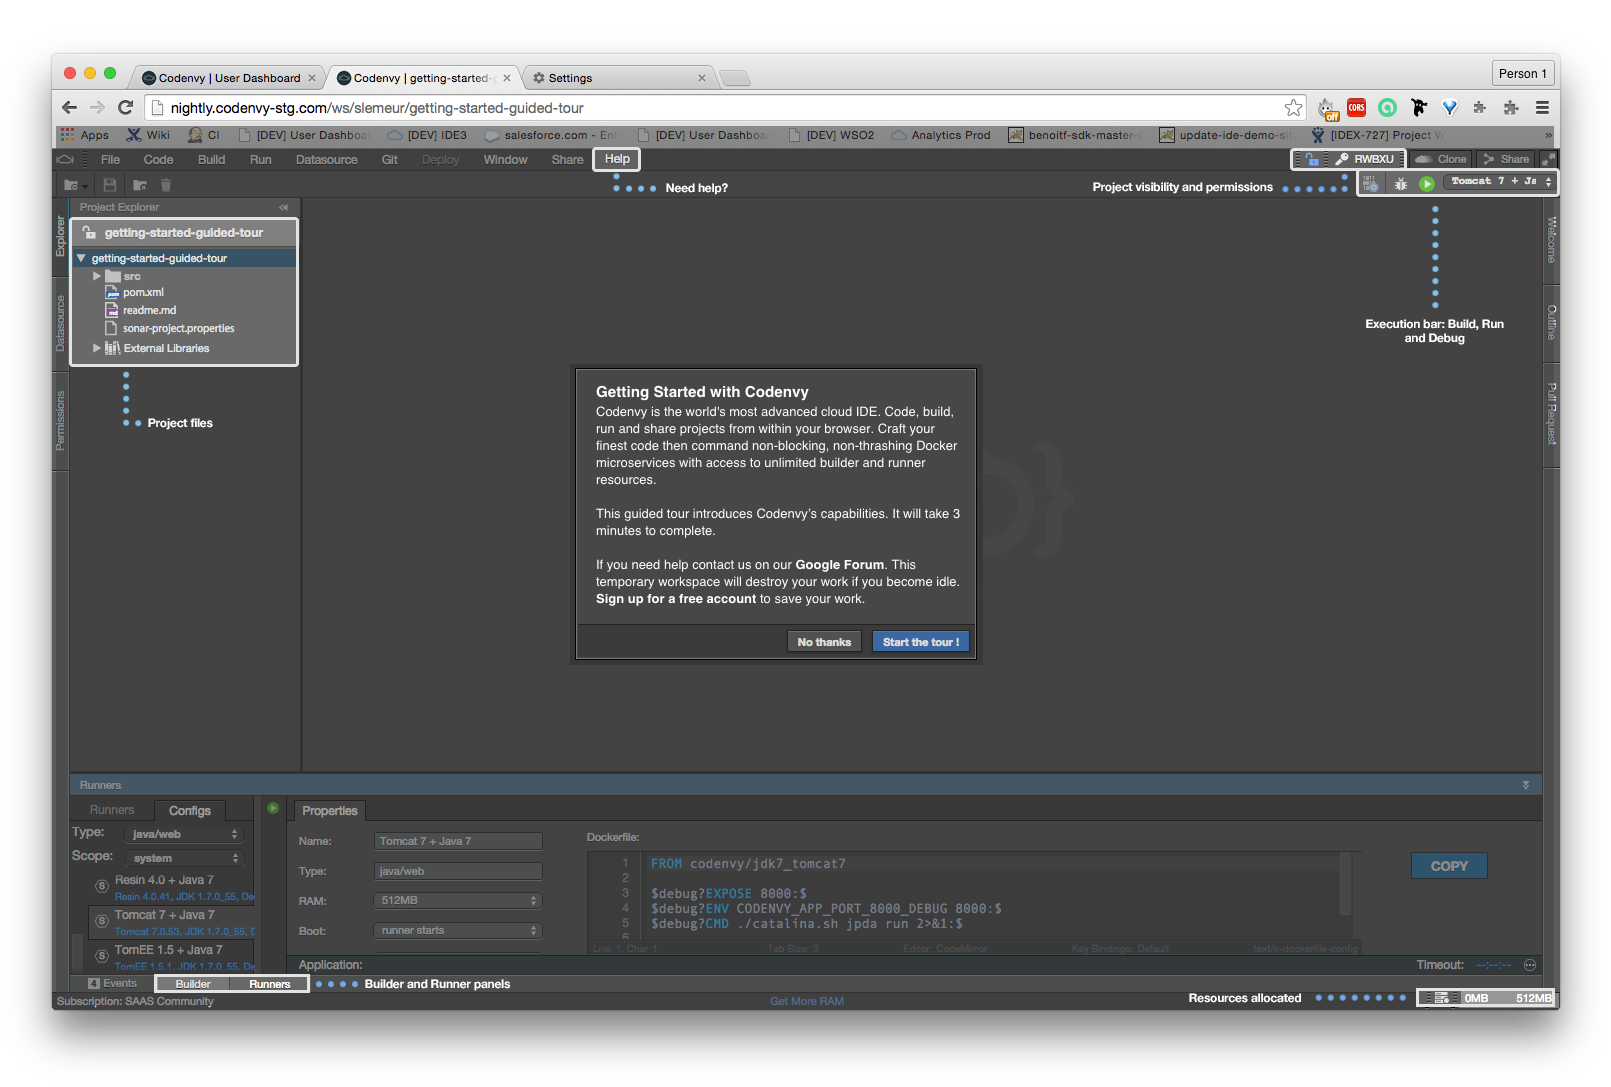 Codenvy | User Dashboard
Codenvy | getting-started-
Settings
Person 1
nightly.codenvy-stg.com/ws/slemeur/getting-started-guided-tour
off
CORS
Apps
Wiki
CI
[DEV] User Dashboar
[DEV] IDE3
salesforce.com - En
[DEV] User Dashboa
[DEV] WSO2
Analytics Prod
benoitf-sdk-master-
update-ide-demo-si
[IDEX-727] Project W
File
Code
Build
Run
Datasource
Git
Deploy
Window
Share
Help
RWBXU
Clone
Share
Need help?
Project visibility and permissions
Tomcat 7 + Ja
Project Explorer
Explorer
Datasource
Permissions
getting-started-guided-tour
getting-started-guided-tour
src
pom.xml
readme.md
sonar-project.properties
External Libraries
Project files
Welcome
Outline
Pull Request
Execution bar: Build, Run
and Debug
Getting Started with Codenvy
Codenvy is the world's most advanced cloud IDE. Code, build,
run and share projects from within your browser. Craft your
finest code then command non-blocking, non-thrashing Docker
microservices with access to unlimited builder and runner
resources.
This guided tour introduces Codenvy's capabilities. It will take 3
minutes to complete.
If you need help contact us on our Google Forum. This
temporary workspace will destroy your work if you become idle.
Sign up for a free account to save your work.
No thanks
Start the tour !
Runners
Runners
Configs
Type:
java/web
Scope:
system
Resin 4.0 + Java 7
Resin 4.0.41, JDK 1.7.0_55, De
Tomcat 7 + Java 7
Tomcat 7.0.53, JDK 1.7.0_55, D
TomEE 1.5 + Java 7
TomEE 1.5.1, JDK 1.7.0_55, De
Properties
Name:
Tomcat 7 + Java 7
Type:
java/web
RAM:
512MB
Boot:
runner starts
Dockerfile:
1 FROM codenvy/jdk7_tomcat7
2
3 $debug?EXPOSE 8000:$
4 $debug?ENV CODENVY_APP_PORT_8000_DEBUG 8000:$
5 $debug?CMD ./catalina.sh jpda run 2>&1:$
6
Line 1, Char 1
Tab Size: 3
Editor: CodeMirror
Key Bindings: Default
text/x-dockerfile-config
COPY
Application:
Timeout:
--:--:--
4 Events
Builder
Runners
Builder and Runner panels
Subscription: SAAS Community
Get More RAM
Resources allocated
0MB
512MB